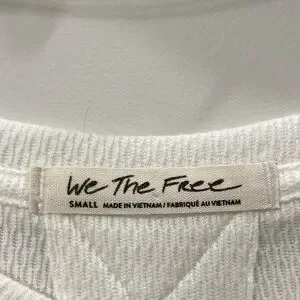 We The Free
SMALL MADE IN VIETNAM / FABRIQUÉ AU VIETNAM